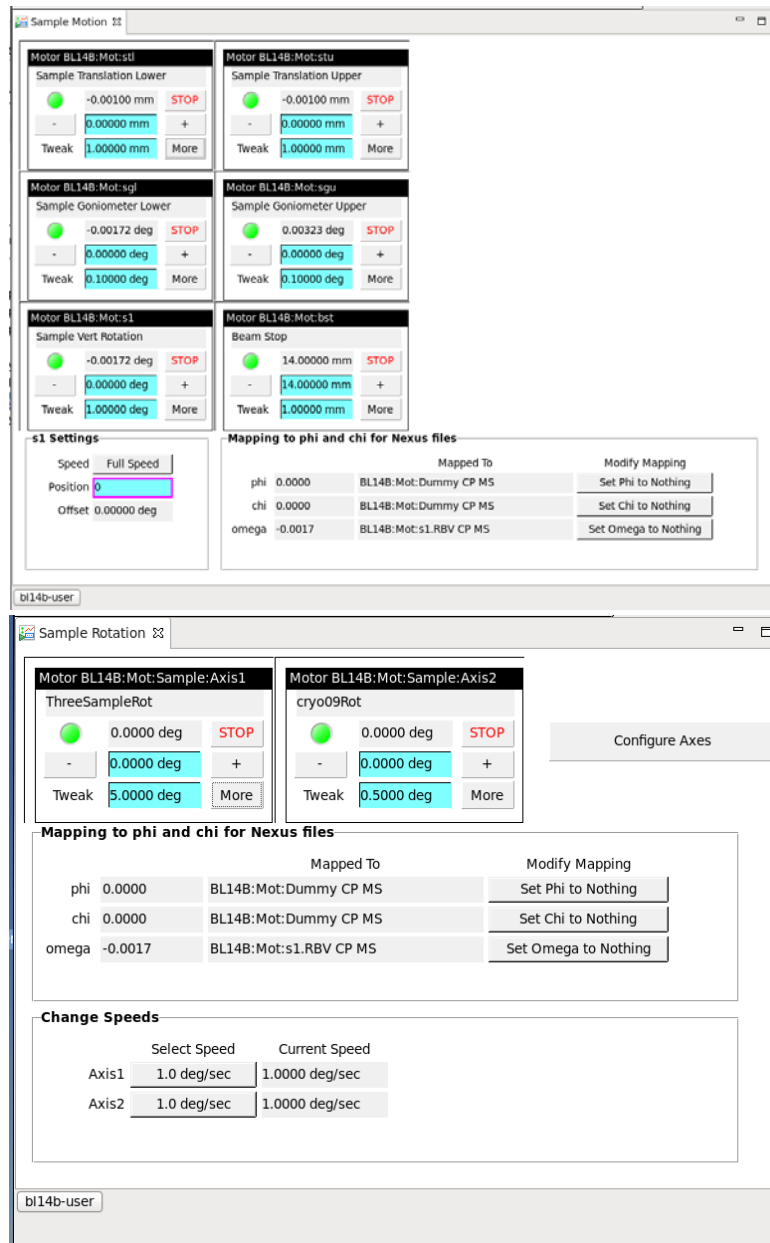 Sample Motion
Motor BL14B:Mot:stl
Sample Translation Lower
-0.00100 mm STOP
- 0.00000 mm +
Tweak 1.00000 mm More
Motor BL14B:Mot:stu
Sample Translation Upper
-0.00100 mm STOP
- 0.00000 mm +
Tweak 1.00000 mm More
Motor BL14B:Mot:sgl
Sample Goniometer Lower
-0.00172 deg STOP
- 0.00000 deg +
Tweak 0.10000 deg More
Motor BL14B:Mot:sgu
Sample Goniometer Upper
0.00323 deg STOP
- 0.00000 deg +
Tweak 0.10000 deg More
Motor BL14B:Mot:s1
Sample Vert Rotation
-0.00172 deg STOP
- 0.00000 deg +
Tweak 1.00000 deg More
Motor BL14B:Mot:bst
Beam Stop
14.00000 mm STOP
- 14.00000 mm +
Tweak 1.00000 mm More
s1 Settings
Speed Full Speed
Position 0
Offset 0.00000 deg
Mapping to phi and chi for Nexus files
Mapped To Modify Mapping
phi 0.0000 BL14B:Mot:Dummy CP MS Set Phi to Nothing
chi 0.0000 BL14B:Mot:Dummy CP MS Set Chi to Nothing
omega -0.0017 BL14B:Mot:s1.RBV CP MS Set Omega to Nothing
bl14b-user
Sample Rotation
Motor BL14B:Mot:Sample:Axis1
ThreeSampleRot
0.0000 deg STOP
- 0.0000 deg +
Tweak 5.0000 deg More
Motor BL14B:Mot:Sample:Axis2
cryo09Rot
0.0000 deg STOP
- 0.0000 deg +
Tweak 0.5000 deg More
Configure Axes
Mapping to phi and chi for Nexus files
Mapped To Modify Mapping
phi 0.0000 BL14B:Mot:Dummy CP MS Set Phi to Nothing
chi 0.0000 BL14B:Mot:Dummy CP MS Set Chi to Nothing
omega -0.0017 BL14B:Mot:s1.RBV CP MS Set Omega to Nothing
Change Speeds
Select Speed Current Speed
Axis1 1.0 deg/sec 1.0000 deg/sec
Axis2 1.0 deg/sec 1.0000 deg/sec
bl14b-user